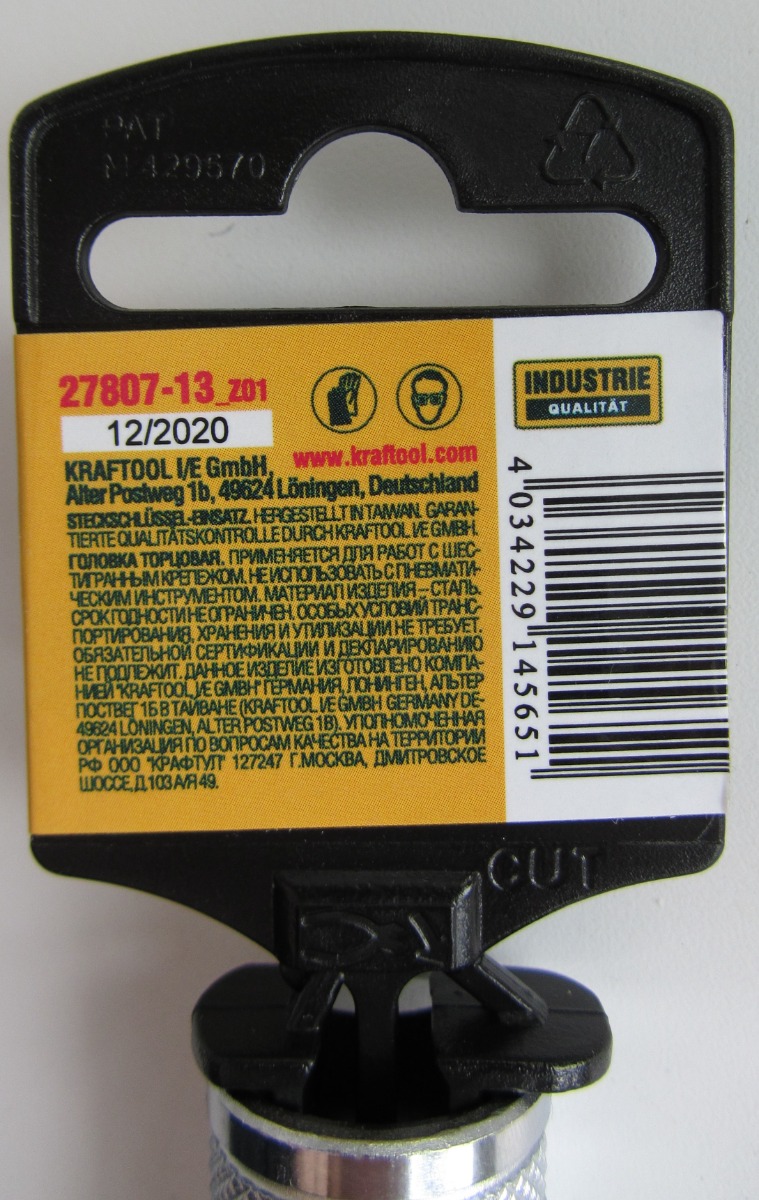 PAT
N 429570
27807-13_Z01
12/2020
INDUSTRIE
QUALITÄT
www.kraftool.com
KRAFTOOL I/E GmbH,
Alter Postweg 1b, 49624 Löningen, Deutschland
STECKSCHLÜSSEL-EINSATZ. HERGESTELLT IN TAIWAN. GARAN-
TIERTE QUALITÄTSKONTROLLE DURCH KRAFTOOL I/E GMBH.
ГОЛОВКА ТОРЦОВАЯ. ПРИМЕНЯЕТСЯ ДЛЯ РАБОТ С ШЕС-
ТИГРАННЫМ КРЕПЕЖОМ. НЕ ИСПОЛЬЗОВАТЬ С ПНЕВМАТИ-
ЧЕСКИМ ИНСТРУМЕНТОМ. МАТЕРИАЛ ИЗДЕЛИЯ – СТАЛЬ.
СРОК ГОДНОСТИ НЕ ОГРАНИЧЕН. ОСОБЫХ УСЛОВИЙ ТРАНС-
ПОРТИРОВАНИЯ, ХРАНЕНИЯ И УТИЛИЗАЦИИ НЕ ТРЕБУЕТ.
ОБЯЗАТЕЛЬНОЙ СЕРТИФИКАЦИИ И ДЕКЛАРИРОВАНИЮ
НЕ ПОДЛЕЖИТ. ДАННОЕ ИЗДЕЛИЕ ИЗГОТОВЛЕНО КОМПА-
НИЕЙ "KRAFTOOL I/E GMBH" ГЕРМАНИЯ, ЛОНИНГЕН, АЛЬТЕР
ПОСТВЕГ 1Б В ТАЙВАНЕ (KRAFTOOL I/E GMBH GERMANY DE-
49624 LÖNINGEN, ALTER POSTWEG 1B). УПОЛНОМОЧЕННАЯ
ОРГАНИЗАЦИЯ ПО ВОПРОСАМ КАЧЕСТВА НА ТЕРРИТОРИИ
РФ ООО "КРАФТУЛ" 127247 Г.МОСКВА, ДМИТРОВСКОЕ
ШОССЕ, Д.103 А/Я 49.
4 034229 145651
CUT